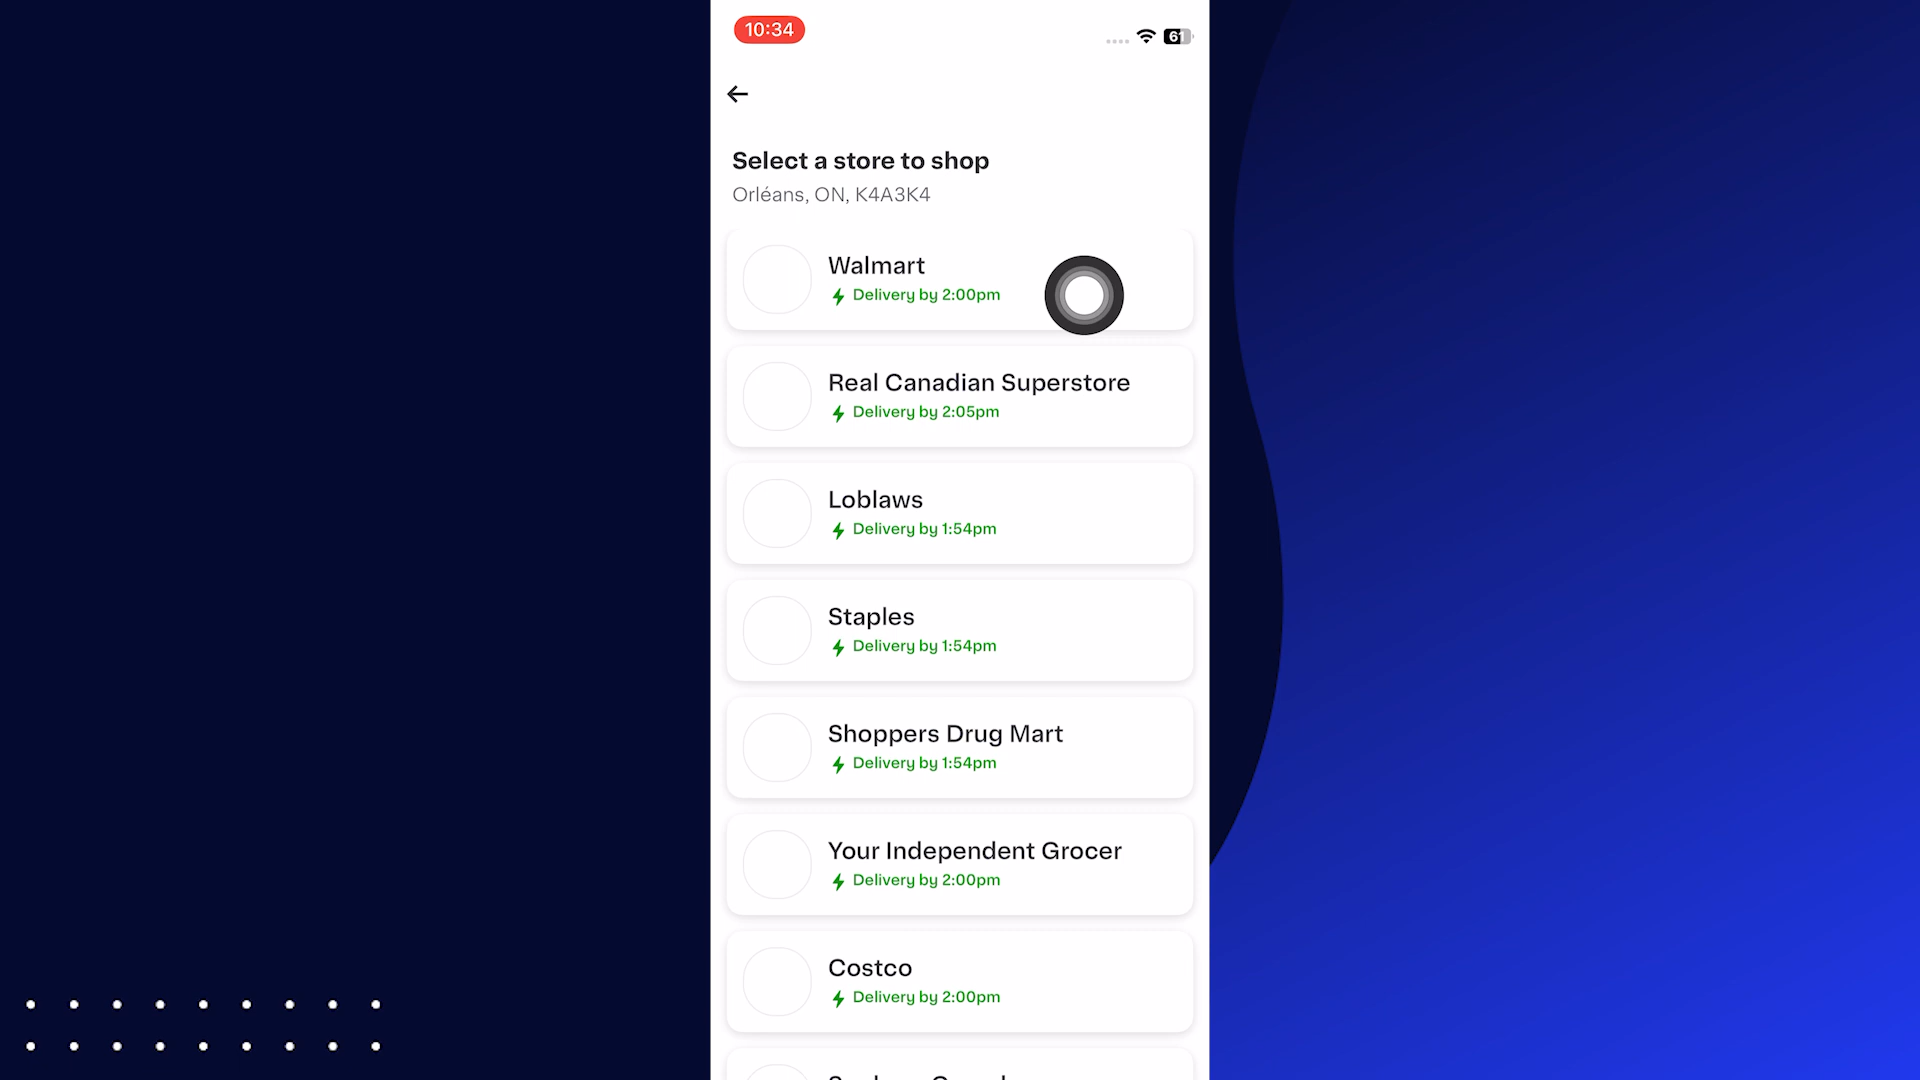 10:34
61
Select a store to shop
Orléans, ON, K4A3K4
Walmart
Delivery by 2:00pm
Real Canadian Superstore
Delivery by 2:05pm
Loblaws
Delivery by 1:54pm
Staples
Delivery by 1:54pm
Shoppers Drug Mart
Delivery by 1:54pm
Your Independent Grocer
Delivery by 2:00pm
Costco
Delivery by 2:00pm